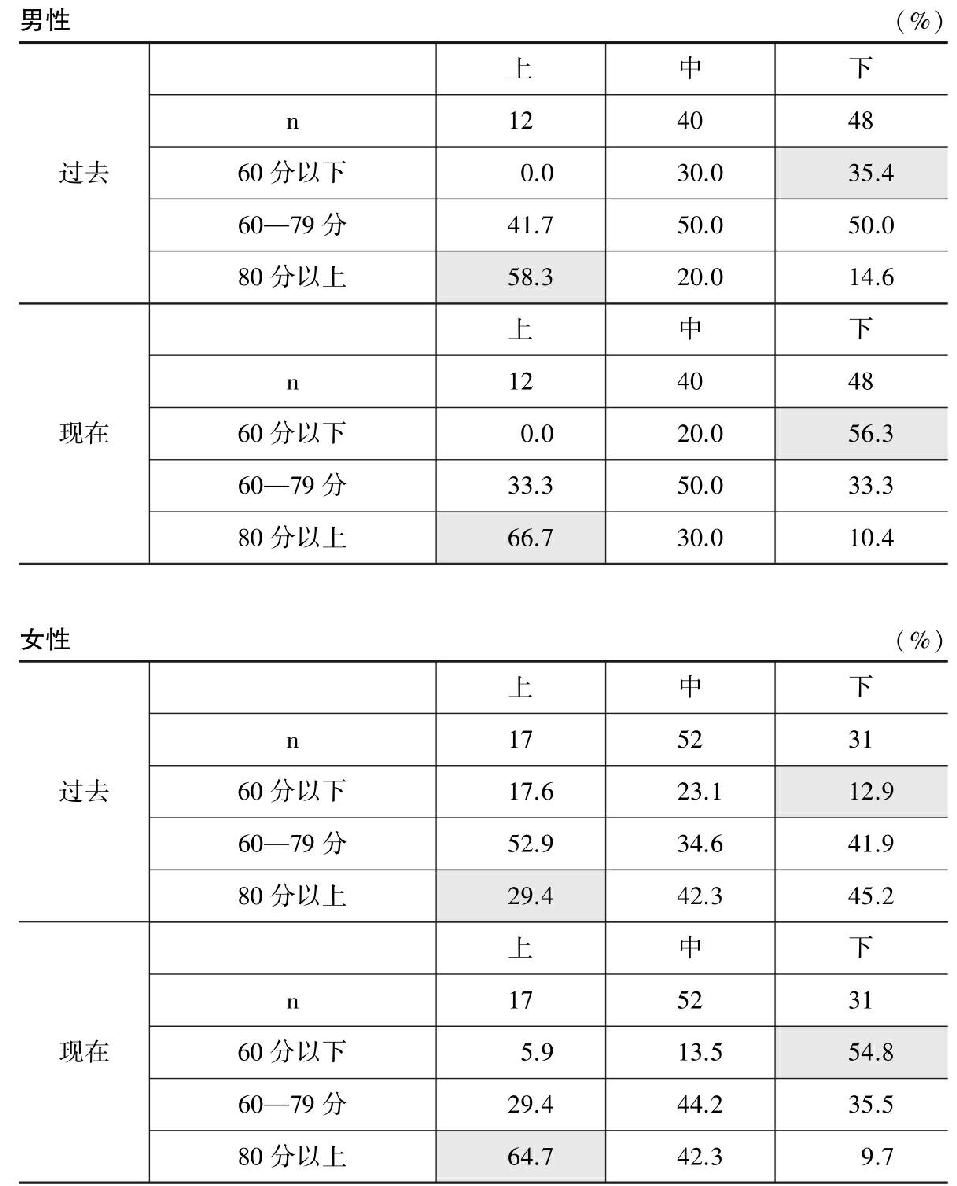 男性 (%)
上 中 下
n 12 40 48
过去 60分以下 0.0 30.0 35.4
60—79分 41.7 50.0 50.0
80分以上 58.3 20.0 14.6
上 中 下
n 12 40 48
现在 60分以下 0.0 20.0 56.3
60—79分 33.3 50.0 33.3
80分以上 66.7 30.0 10.4
女性 (%)
上 中 下
n 17 52 31
过去 60分以下 17.6 23.1 12.9
60—79分 52.9 34.6 41.9
80分以上 29.4 42.3 45.2
上 中 下
n 17 52 31
现在 60分以下 5.9 13.5 54.8
60—79分 29.4 44.2 35.5
80分以上 64.7 42.3 9.7